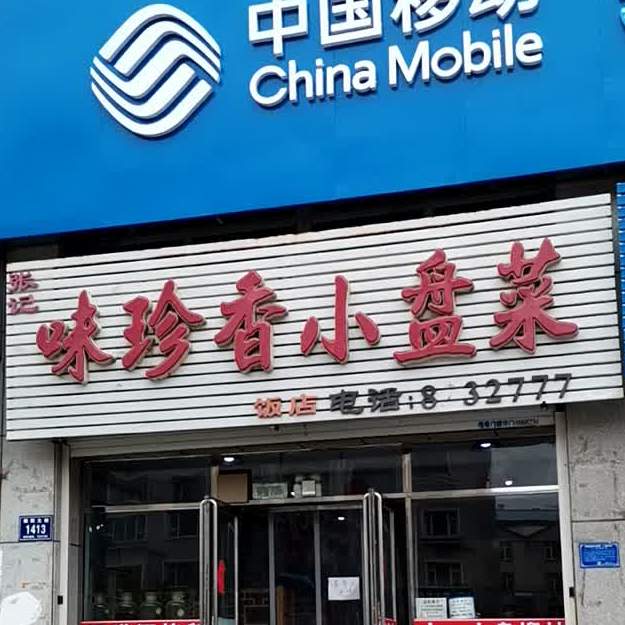 中国移动
China Mobile
张记
味珍香小盘菜
饭店 电话:8 32777
1413